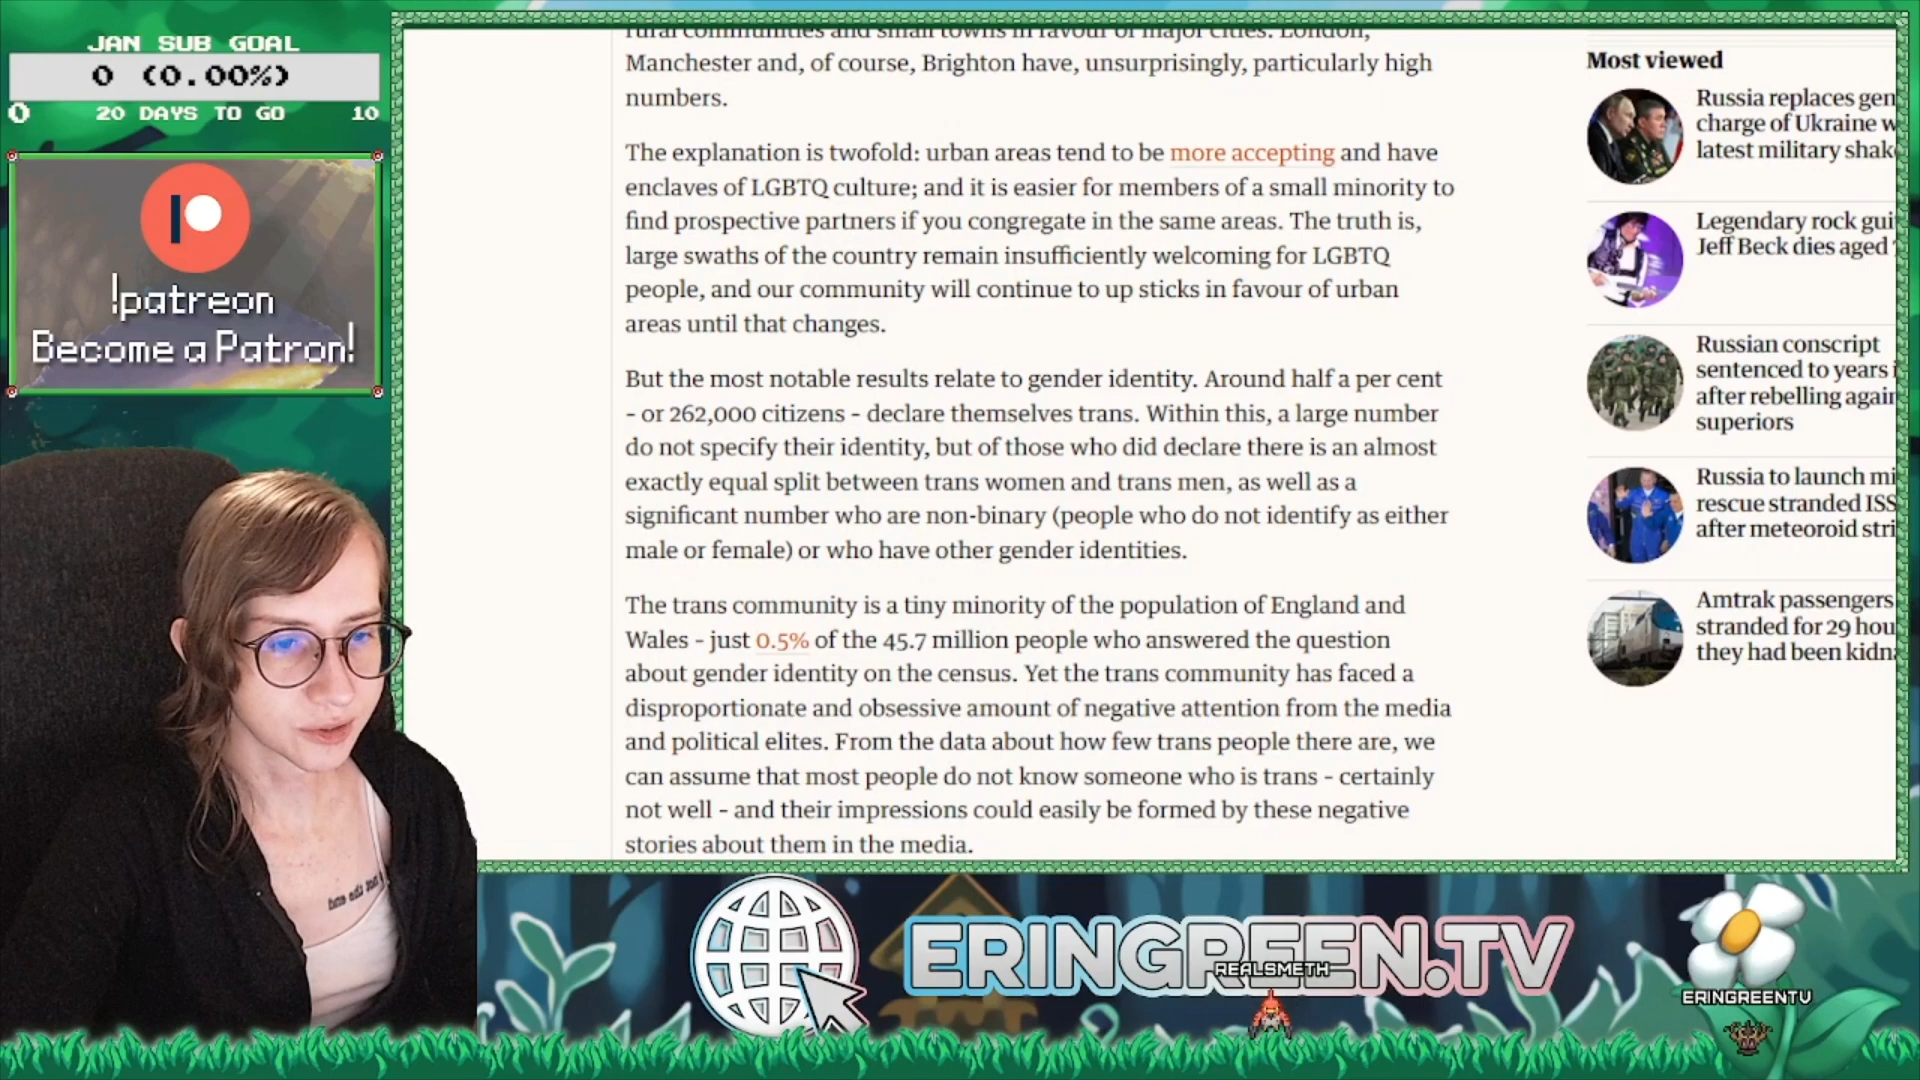 JAN SUB GOAL
0 (0.00%)
0 20 DAYS TO GO 10
!patreon
Become a Patron!
rural communities and small towns in favour of major cities. London,
Manchester and, of course, Brighton have, unsurprisingly, particularly high
numbers.
The explanation is twofold: urban areas tend to be more accepting and have
enclaves of LGBTQ culture; and it is easier for members of a small minority to
find prospective partners if you congregate in the same areas. The truth is,
large swaths of the country remain insufficiently welcoming for LGBTQ
people, and our community will continue to up sticks in favour of urban
areas until that changes.
But the most notable results relate to gender identity. Around half a per cent
- or 262,000 citizens - declare themselves trans. Within this, a large number
do not specify their identity, but of those who did declare there is an almost
exactly equal split between trans women and trans men, as well as a
significant number who are non-binary (people who do not identify as either
male or female) or who have other gender identities.
The trans community is a tiny minority of the population of England and
Wales - just 0.5% of the 45.7 million people who answered the question
about gender identity on the census. Yet the trans community has faced a
disproportionate and obsessive amount of negative attention from the media
and political elites. From the data about how few trans people there are, we
can assume that most people do not know someone who is trans - certainly
not well - and their impressions could easily be formed by these negative
stories about them in the media.
Most viewed
Russia replaces gen
charge of Ukraine w
latest military shak
Legendary rock gui
Jeff Beck dies aged
Russian conscript
sentenced to years i
after rebelling again
superiors
Russia to launch mi
rescue stranded ISS
after meteoroid stri
Amtrak passengers
stranded for 29 hou
they had been kidna
ERINGREEN.TV
REALSMETH
ERINGREENTV